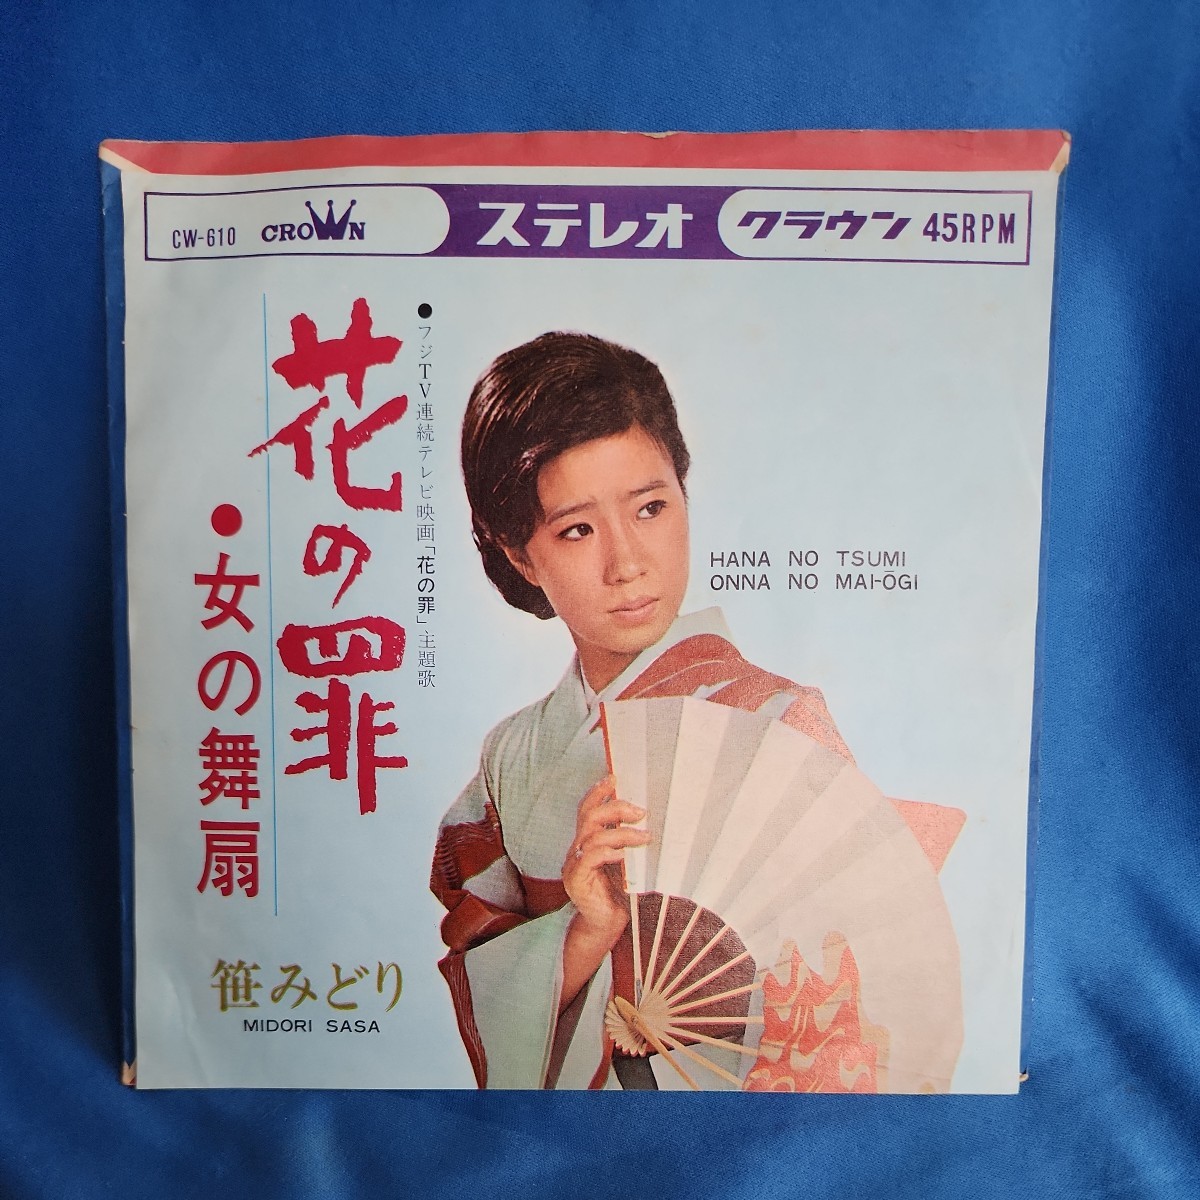 CW-610 CROWN ステレオ クラウン 45RPM
●フジTV連続テレビ映画「花の罪」主題歌
花の罪
●女の舞扇
HANA NO TSUMI
ONNA NO MAI-ŌGI
笹みどり
MIDORI SASA